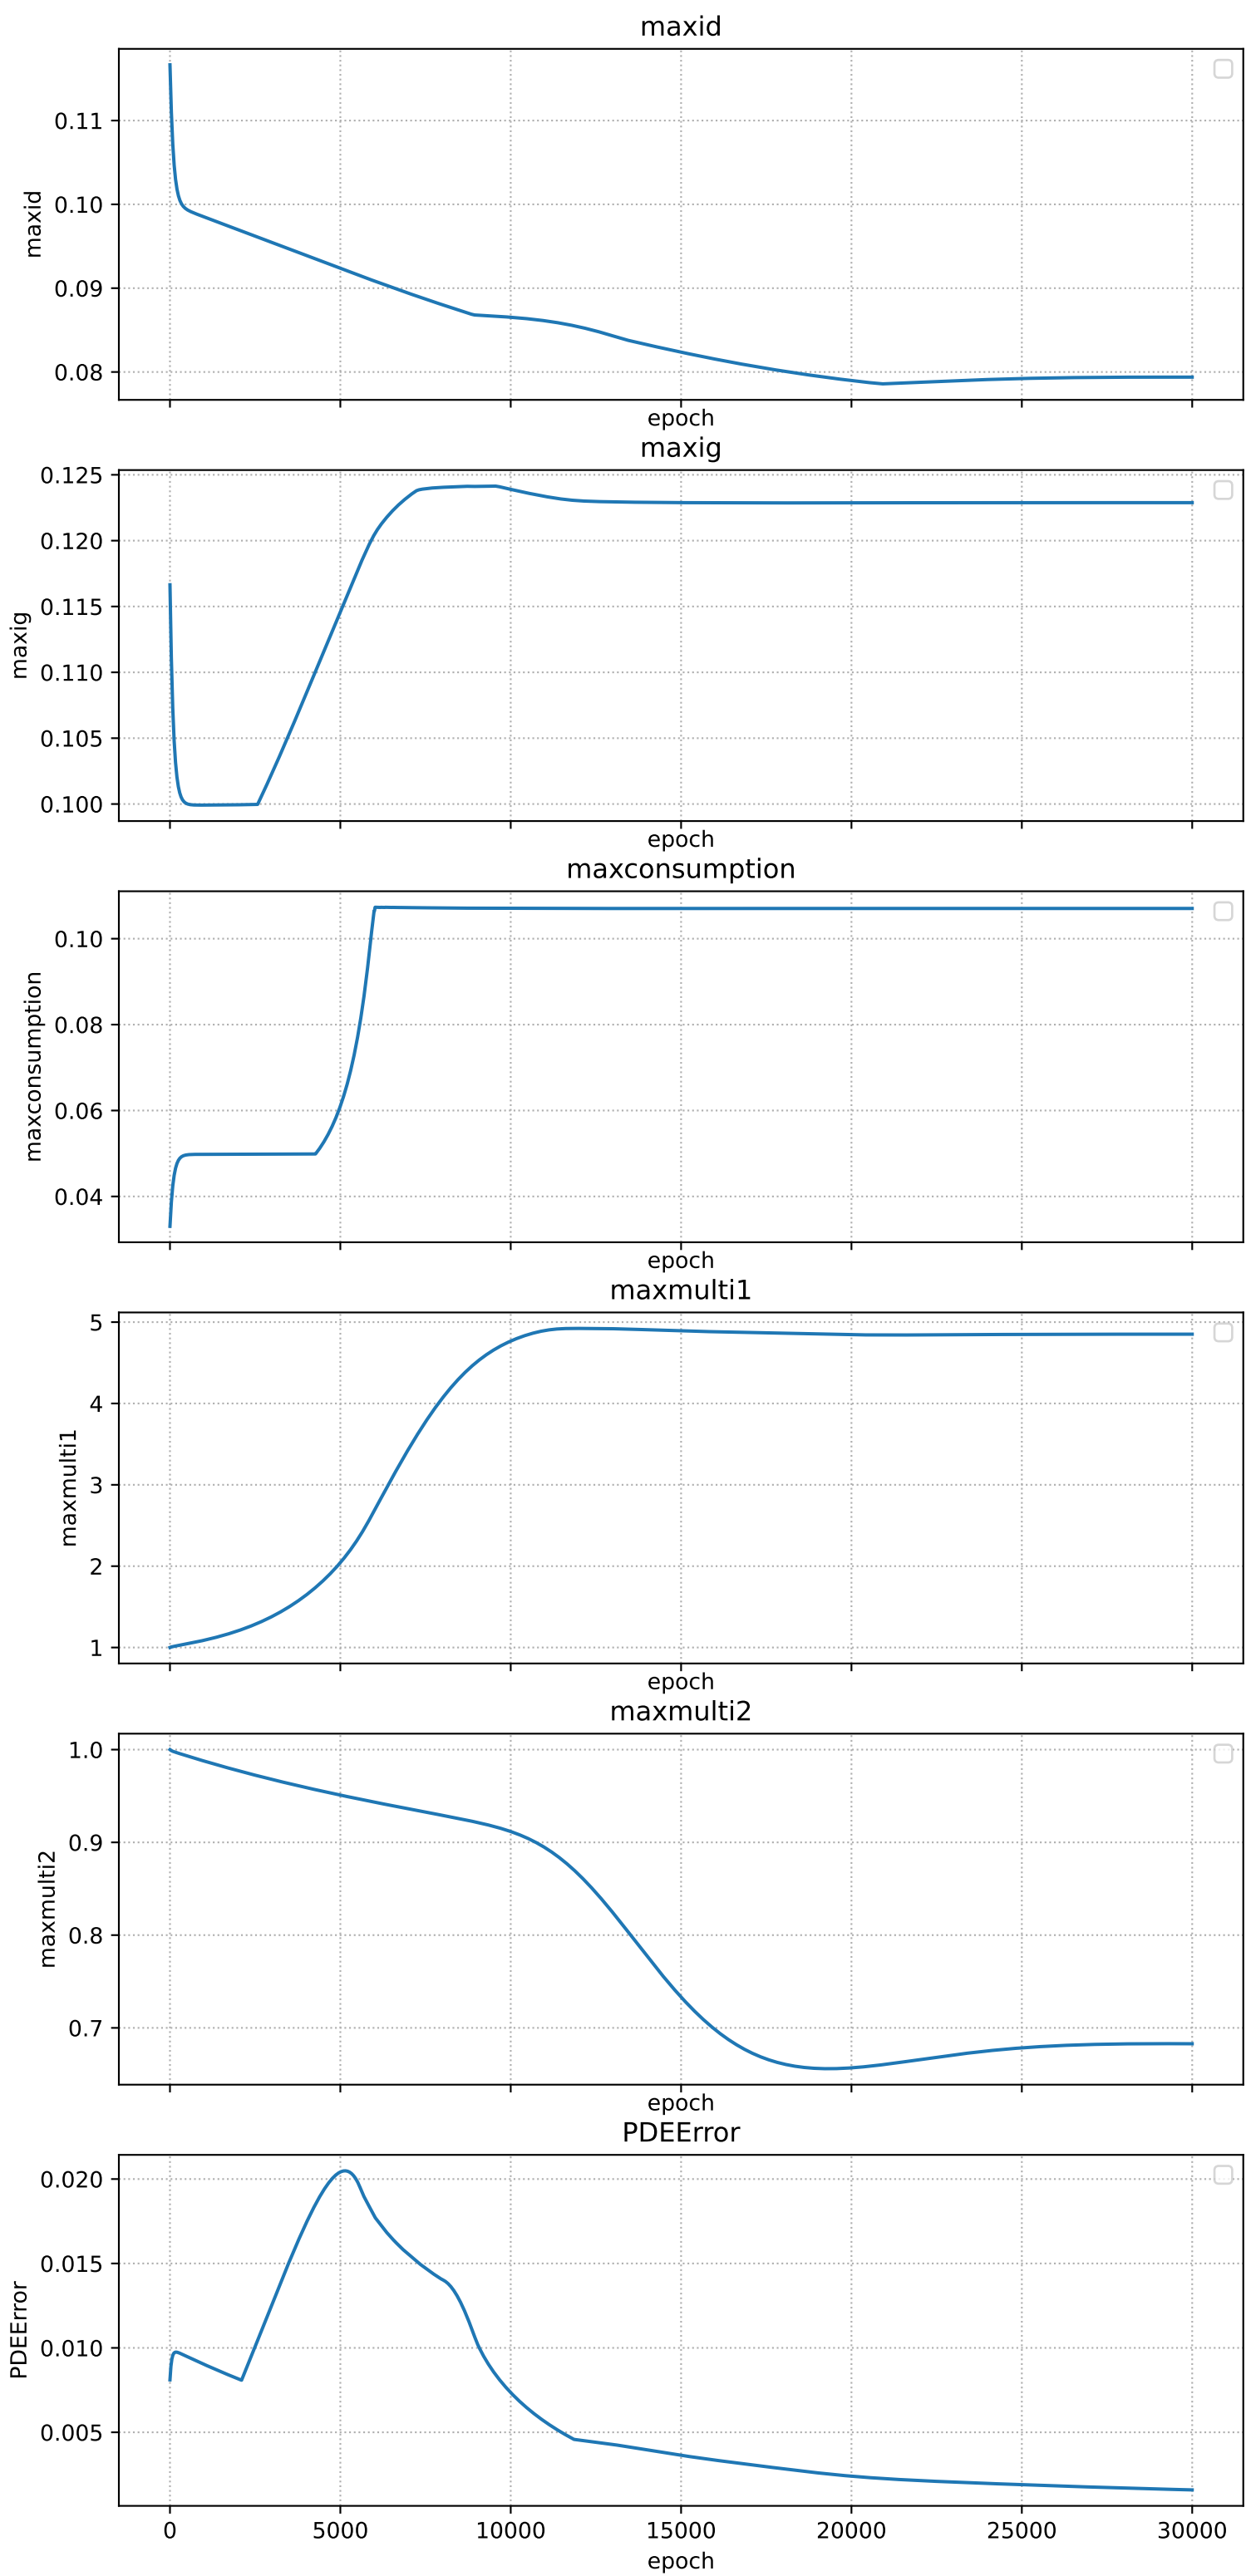 maxid
0.11
0.10
0.09
0.08
maxid
epoch
maxig
0.125
0.120
0.115
0.110
0.105
0.100
maxig
epoch
maxconsumption
0.10
0.08
0.06
0.04
maxconsumption
epoch
maxmulti1
5
4
3
2
1
maxmulti1
epoch
maxmulti2
1.0
0.9
0.8
0.7
maxmulti2
epoch
PDEError
0.020
0.015
0.010
0.005
PDEError
0 5000 10000 15000 20000 25000 30000
epoch